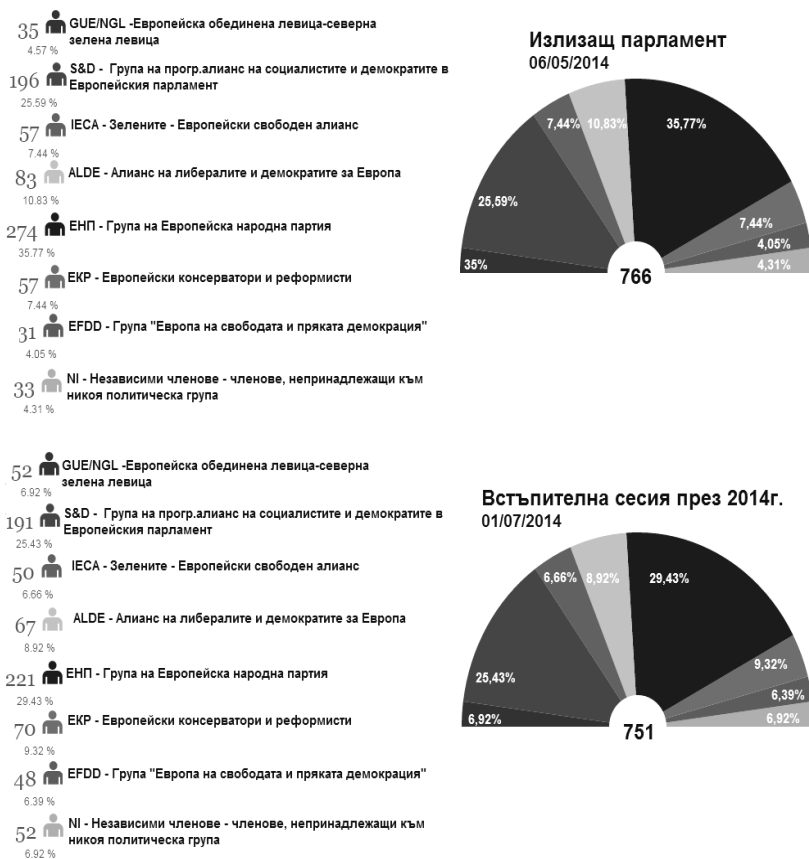 35
GUE/NGL -Европейска обединена левица-северна
зелена левица
4.57 %
196
S&D - Група на прогр.алианс на социалистите и демократите в
Европейския парламент
25.59 %
57
IECA - Зелените - Европейски свободен алианс
7.44 %
83
ALDE - Алианс на либералите и демократите за Европа
10.83 %
274
ЕНП - Група на Европейска народна партия
35.77 %
57
ЕКР - Европейски консерватори и реформисти
7.44 %
31
EFDD - Група "Европа на свободата и пряката демокрация"
4.05 %
33
NI - Независими членове - членове, непринадлежащи към
никоя политическа група
4.31 %
Излизащ парламент
06/05/2014
7,44%
10,83%
35,77%
25,59%
7,44%
4,05%
35%
4,31%
766
52
GUE/NGL -Европейска обединена левица-северна
зелена левица
6.92 %
191
S&D - Група на прогр.алианс на социалистите и демократите в
Европейския парламент
25.43 %
50
IECA - Зелените - Европейски свободен алианс
6.66 %
67
ALDE - Алианс на либералите и демократите за Европа
8.92 %
221
ЕНП - Група на Европейска народна партия
29.43 %
70
ЕКР - Европейски консерватори и реформисти
9.32 %
48
EFDD - Група "Европа на свободата и пряката демокрация"
6.39 %
52
NI - Независими членове - членове, непринадлежащи към
никоя политическа група
6.92 %
Встъпителна сесия през 2014г.
01/07/2014
6,66%
8,92%
29,43%
25,43%
9,32%
6,39%
6,92%
6,92%
751